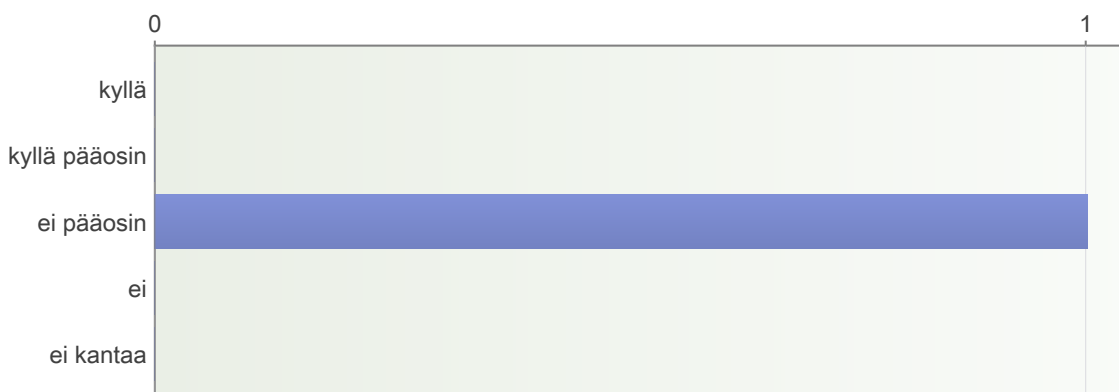 0 1
kyllä
kyllä pääosin
ei pääosin
ei
ei kantaa